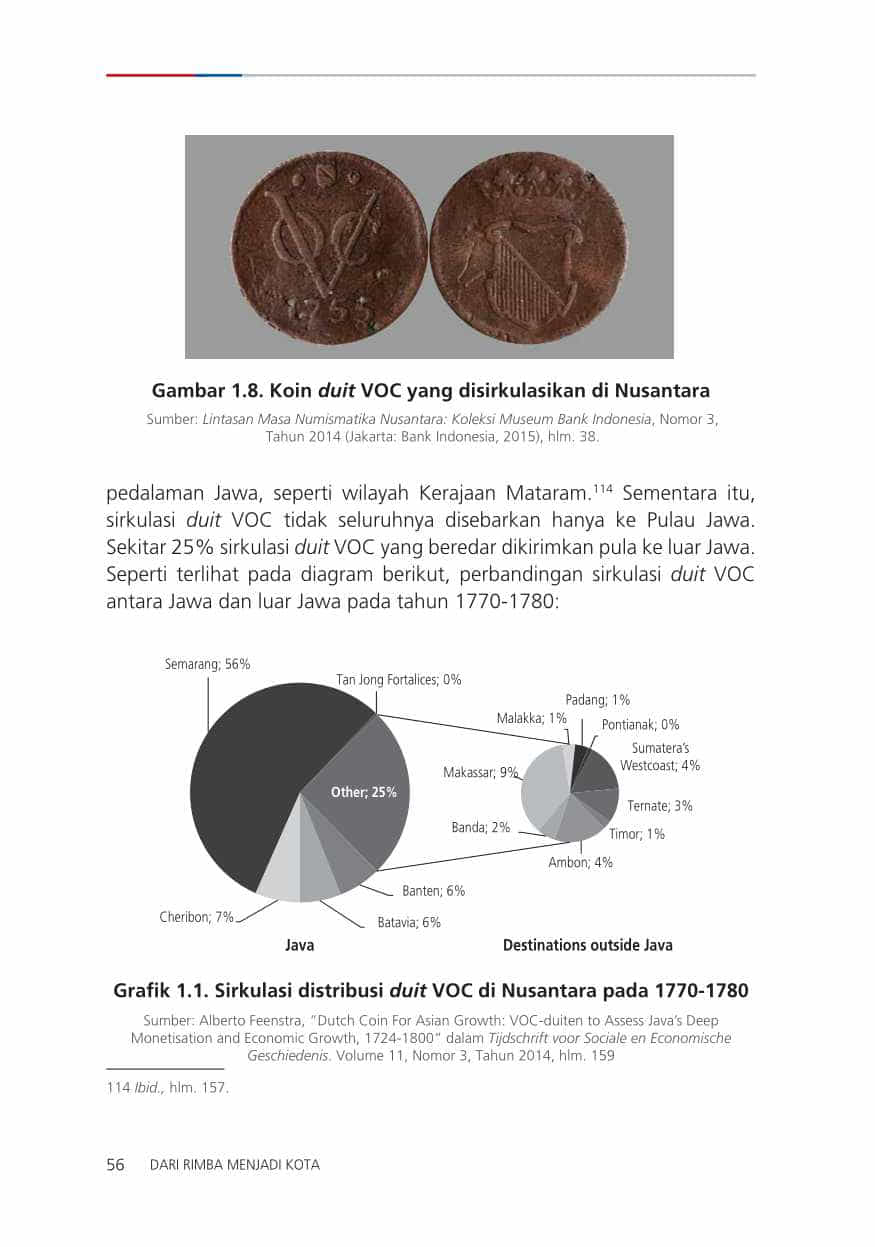 1755
Gambar 1.8. Koin duit VOC yang disirkulasikan di Nusantara
Sumber: Lintasan Masa Numismatika Nusantara: Koleksi Museum Bank Indonesia, Nomor 3,
Tahun 2014 (Jakarta: Bank Indonesia, 2015), hlm. 38.
pedalaman Jawa, seperti wilayah Kerajaan Mataram.114 Sementara itu,
sirkulasi duit VOC tidak seluruhnya disebarkan hanya ke Pulau Jawa.
Sekitar 25% sirkulasi duit VOC yang beredar dikirimkan pula ke luar Jawa.
Seperti terlihat pada diagram berikut, perbandingan sirkulasi duit VOC
antara Jawa dan luar Jawa pada tahun 1770-1780:
Semarang; 56%
Tan Jong Fortalices; 0%
Other; 25%
Banten; 6%
Batavia; 6%
Cheribon; 7%
Java
Padang; 1%
Malakka; 1%
Pontianak; 0%
Sumatera’s
Westcoast; 4%
Makassar; 9%
Ternate; 3%
Banda; 2%
Timor; 1%
Ambon; 4%
Destinations outside Java
Grafik 1.1. Sirkulasi distribusi duit VOC di Nusantara pada 1770-1780
Sumber: Alberto Feenstra, “Dutch Coin For Asian Growth: VOC-duiten to Assess Java’s Deep
Monetisation and Economic Growth, 1724-1800” dalam Tijdschrift voor Sociale en Economische
Geschiedenis. Volume 11, Nomor 3, Tahun 2014, hlm. 159
114 Ibid., hlm. 157.
56 DARI RIMBA MENJADI KOTA